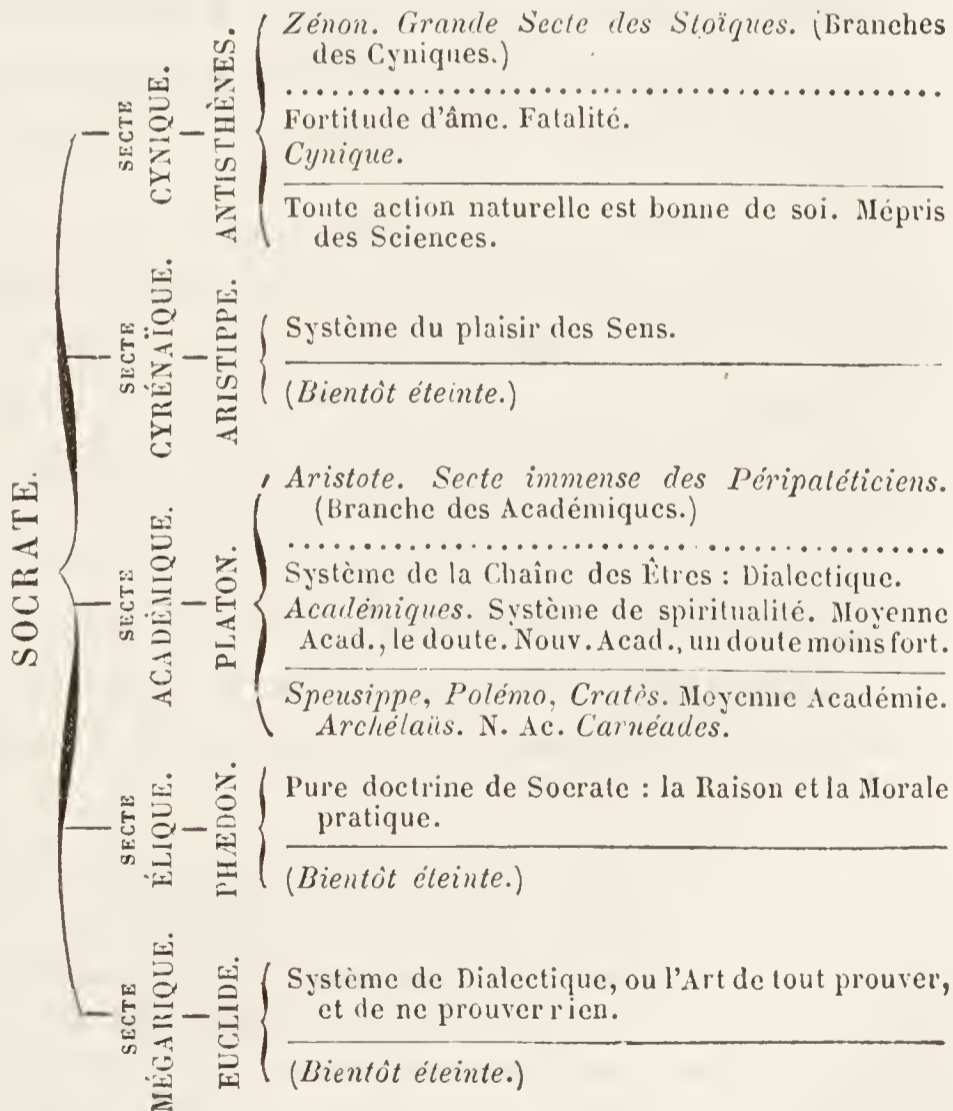 SOCRATE.
SECTE
CYNIQUE.
ANTISTHÈNES.
Zénon. Grande Secte des Stoïques. (Branches
des Cyniques.)
Fortitude d'âme. Fatalité.
Cynique.
Toute action naturelle est bonne de soi. Mépris
des Sciences.
SECTE
CYRÉNAÏQUE.
ARISTIPPE.
Système du plaisir des Sens.
(Bientôt éteinte.)
SECTE
ACADÉMIQUE.
PLATON.
Aristote. Secte immense des Péripatéticiens.
(Branche des Académiques.)
Système de la Chaîne des Êtres : Dialectique.
Académiques. Système de spiritualité. Moyenne
Acad., le doute. Nouv. Acad., un doute moins fort.
Speusippe, Polémo, Cratès. Moyenne Académie.
Archélaüs. N. Ac. Carnéades.
SECTE
ÉLIQUE.
PHÆDON.
Pure doctrine de Socrate : la Raison et la Morale
pratique.
(Bientôt éteinte.)
SECTE
MÉGARIQUE.
EUCLIDE.
Système de Dialectique, ou l'Art de tout prouver,
et de ne prouver rien.
(Bientôt éteinte.)